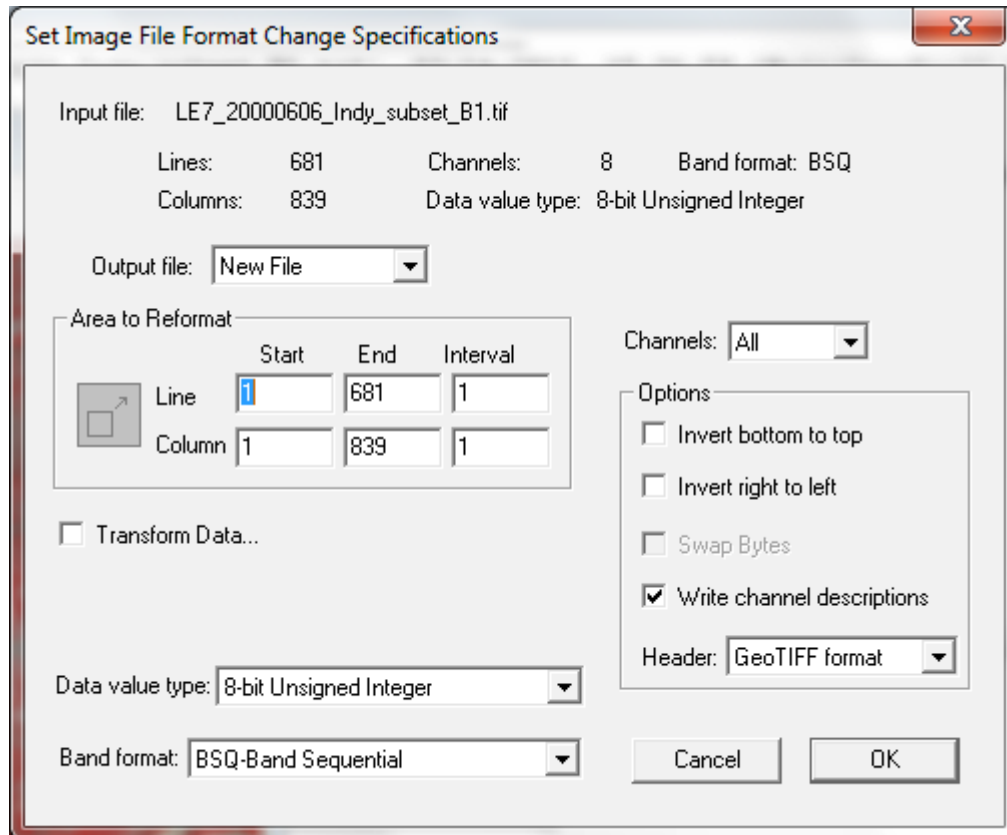 Set Image File Format Change Specifications
Input file: LE7_20000606_Indy_subset_B1.tif
Lines: 681 Channels: 8 Band format: BSQ
Columns: 839 Data value type: 8-bit Unsigned Integer
Output file: New File
Area to Reformat
Start End Interval
Line 1 681 1
Column 1 839 1
Channels: All
Options
Invert bottom to top
Invert right to left
Swap Bytes
Write channel descriptions
Header: GeoTIFF format
Transform Data...
Data value type: 8-bit Unsigned Integer
Band format: BSQ-Band Sequential
Cancel OK